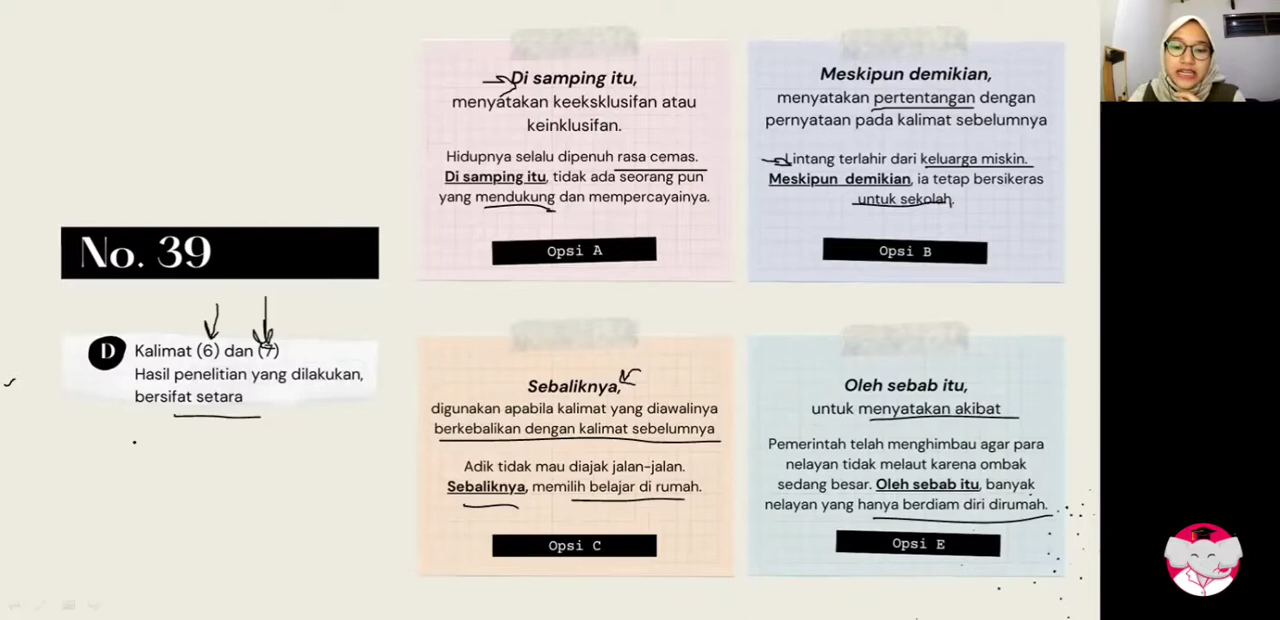 No. 39
D
Kalimat (6) dan (7)
Hasil penelitian yang dilakukan,
bersifat setara
Di samping itu,
menyatakan keeksklusifan atau
keinklusifan.
Hidupnya selalu dipenuh rasa cemas.
Di samping itu, tidak ada seorang pun
yang mendukung dan mempercayainya.
Opsi A
Meskipun demikian,
menyatakan pertentangan dengan
pernyataan pada kalimat sebelumnya
Lintang terlahir dari keluarga miskin.
Meskipun demikian, ia tetap bersikeras
untuk sekolah.
Opsi B
Sebaliknya,
digunakan apabila kalimat yang diawalinya
berkebalikan dengan kalimat sebelumnya
Adik tidak mau diajak jalan-jalan.
Sebaliknya, memilih belajar di rumah.
Opsi C
Oleh sebab itu,
untuk menyatakan akibat
Pemerintah telah menghimbau agar para
nelayan tidak melaut karena ombak
sedang besar. Oleh sebab itu, banyak
nelayan yang hanya berdiam diri dirumah.
Opsi E